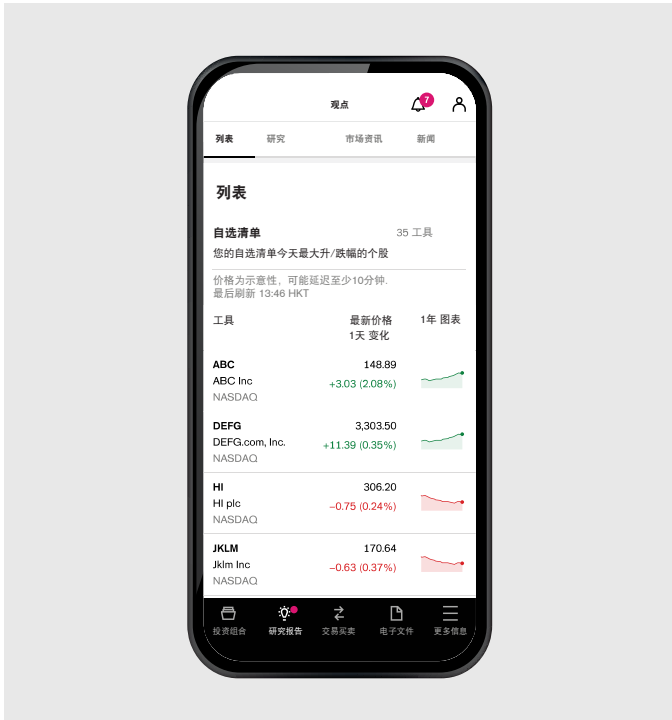 观点
7
列表 研究 市场资讯 新闻
列表
自选清单 35 工具
您的自选清单今天最大升/跌幅的个股
价格为示意性，可能延迟至少10分钟.
最后刷新 13:46 HKT
工具 最新价格 1年 图表
1天 变化
ABC 148.89
ABC Inc +3.03 (2.08%)
NASDAQ
DEFG 3,303.50
DEFG.com, Inc. +11.39 (0.35%)
NASDAQ
HI 306.20
HI plc −0.75 (0.24%)
NASDAQ
JKLM 170.64
Jklm Inc −0.63 (0.37%)
NASDAQ
投资组合 研究报告 交易买卖 电子文件 更多信息